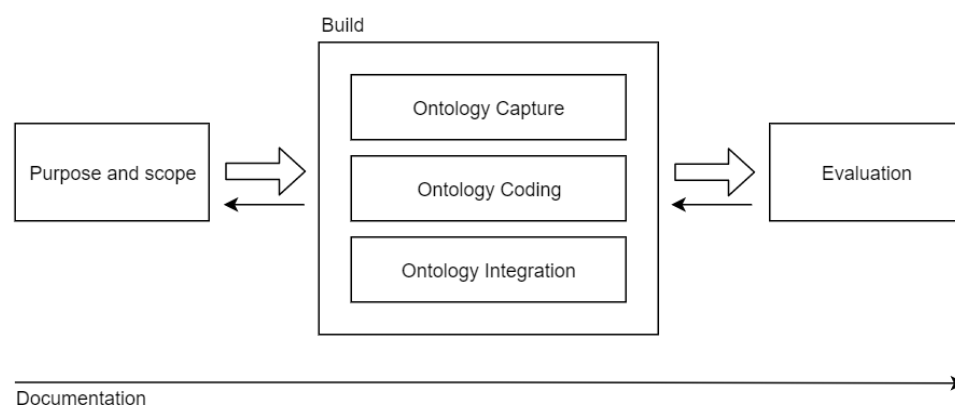 Build
Ontology Capture
Purpose and scope
Ontology Coding
Evaluation
Ontology Integration
Documentation